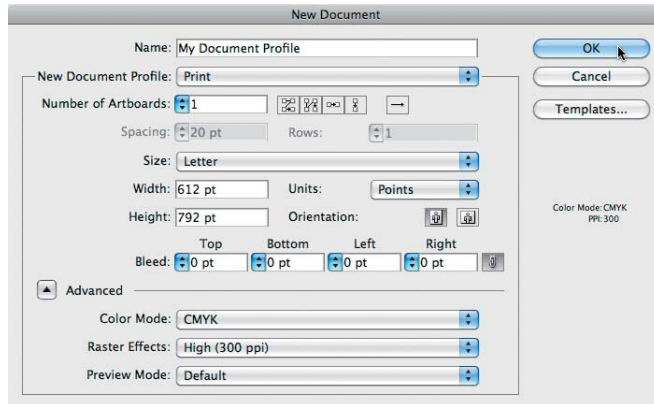 New Document
Name: My Document Profile
OK
New Document Profile: Print
Cancel
Number of Artboards: 1
Templates...
Spacing: 20 pt Rows: 1
Size: Letter
Width: 612 pt Units: Points
Color Mode: CMYK
PPI: 300
Height: 792 pt Orientation:
Top Bottom Left Right
Bleed: 0 pt 0 pt 0 pt 0 pt
Advanced
Color Mode: CMYK
Raster Effects: High (300 ppi)
Preview Mode: Default